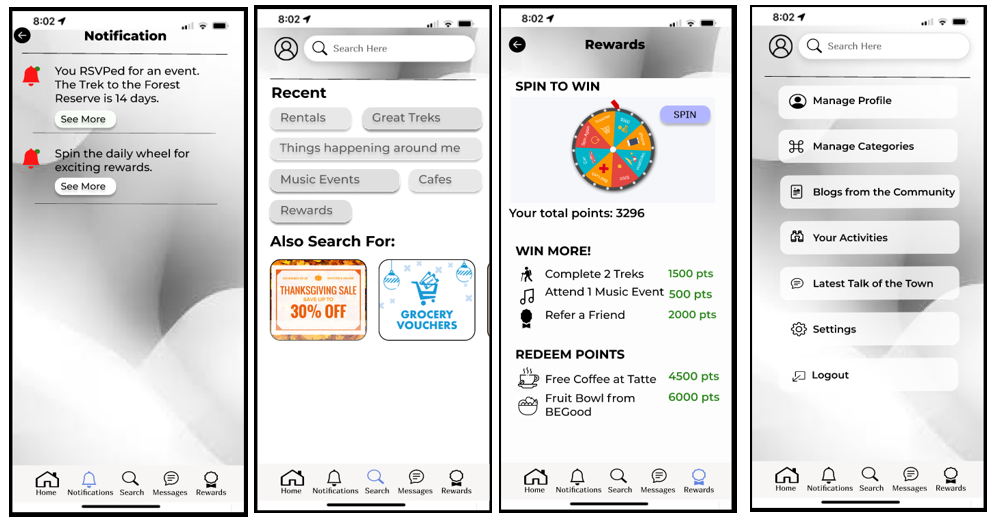 8:02
Notification
You RSVPed for an event.
The Trek to the Forest
Reserve is 14 days.
See More
Spin the daily wheel for
exciting rewards.
See More
Home
Notifications
Search
Messages
Rewards
8:02
Search Here
Recent
Rentals
Great Treks
Things happening around me
Music Events
Cafes
Rewards
Also Search For:
THANKSGIVING SALE
SAVE UP TO
30% OFF
GROCERY
VOUCHERS
Home
Notifications
Search
Messages
Rewards
8:02
Rewards
SPIN TO WIN
SPIN
Your total points: 3296
WIN MORE!
Complete 2 Treks 1500 pts
Attend 1 Music Event 500 pts
Refer a Friend 2000 pts
REDEEM POINTS
Free Coffee at Tatte 4500 pts
Fruit Bowl from 6000 pts
BEGood
Home
Notifications
Search
Messages
Rewards
8:02
Search Here
Manage Profile
Manage Categories
Blogs from the Community
Your Activities
Latest Talk of the Town
Settings
Logout
Home
Notifications
Search
Messages
Rewards